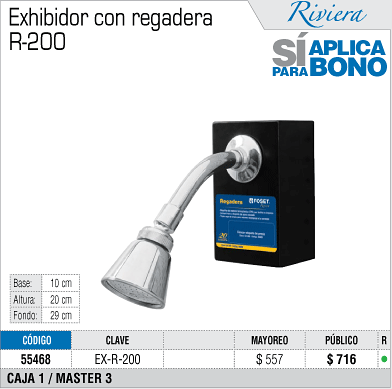 Exhibidor con regadera
R-200
Riviera
SÍ APLICA
PARA BONO
Regadera FOSET
20
Base: 10 cm
Altura: 20 cm
Fondo: 29 cm
CÓDIGO CLAVE MAYOREO PÚBLICO R
55468 EX-R-200 $ 557 $ 716
CAJA 1 / MASTER 3